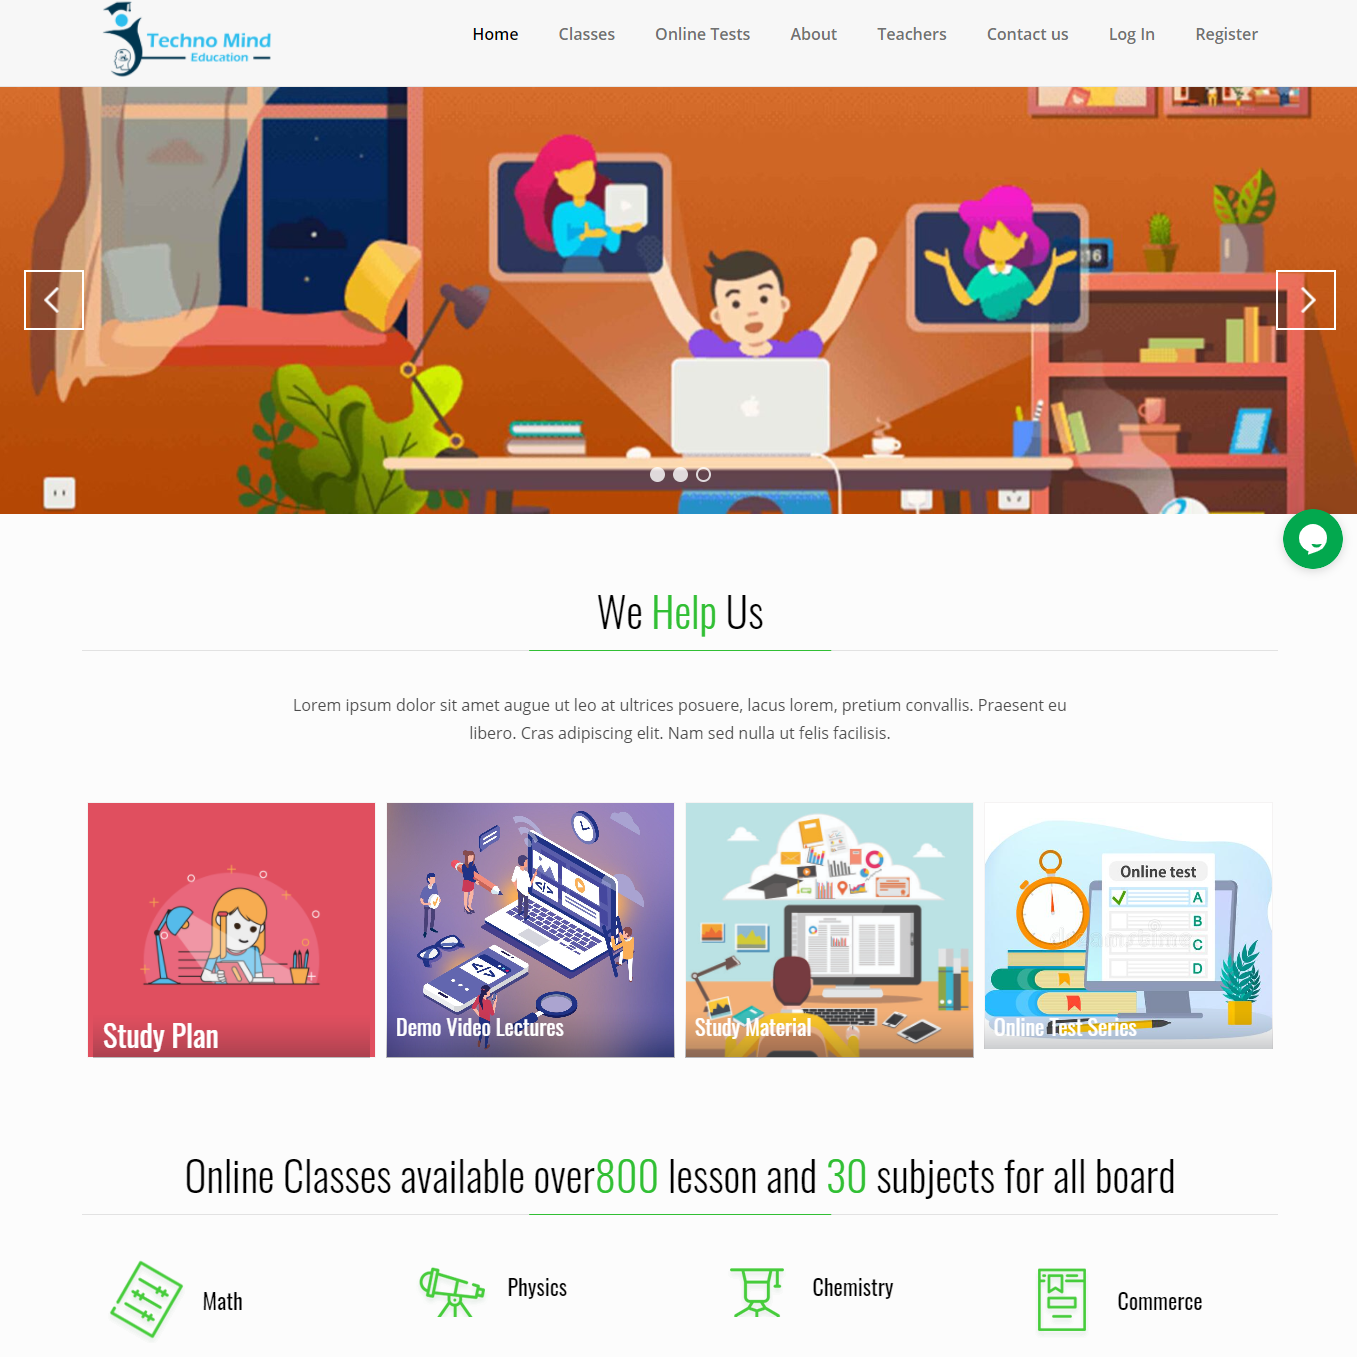 Techno Mind
Education
Home Classes Online Tests About Teachers Contact us Log In Register
16
We Help Us
Lorem ipsum dolor sit amet augue ut leo at ultrices posuere, lacus lorem, pretium convallis. Praesent eu
libero. Cras adipiscing elit. Nam sed nulla ut felis facilisis.
Study Plan
Demo Video Lectures
Study Material
Online test
A
B
C
D
Online Test Series
Online Classes available over800 lesson and 30 subjects for all board
Math
Physics
Chemistry
Commerce